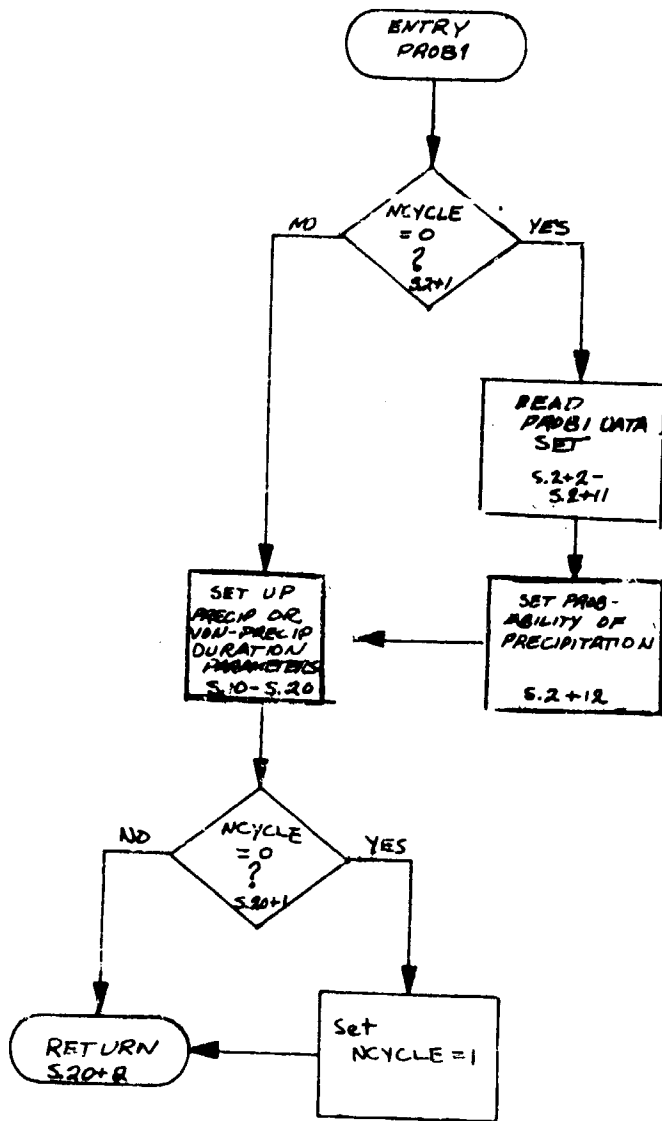 ENTRY
PROB1
NCYCLE
= 0
?
S.2+1
NO
YES
READ
PROB1 DATA
SET
S.2+2-
S.2+11
SET UP
PRECIP OR
NON-PRECIP
DURATION
PARAMETERS
S.10-S.20
SET PROB-
ABILITY OF
PRECIPITATION
S.2+12
NCYCLE
= 0
?
S.20+1
NO
YES
RETURN
S.20+2
Set
NCYCLE = 1